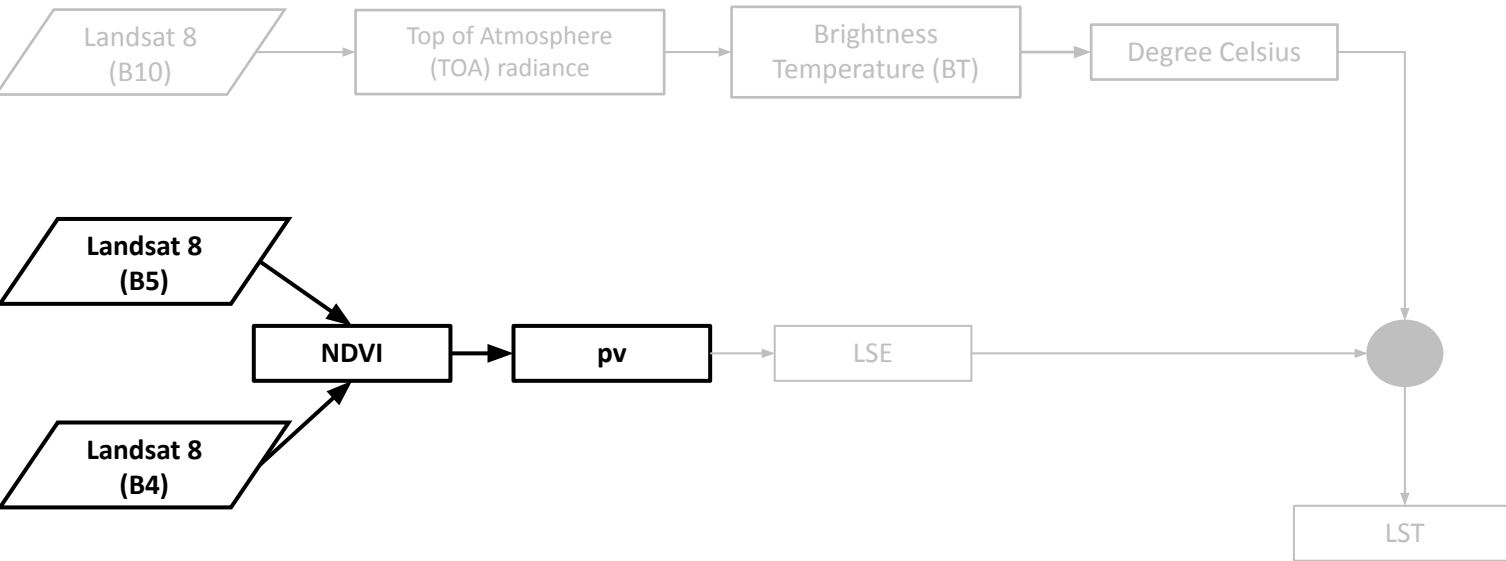 Landsat 8
(B10)
Top of Atmosphere
(TOA) radiance
Brightness
Temperature (BT)
Degree Celsius
Landsat 8
(B5)
NDVI
pv
LSE
Landsat 8
(B4)
LST